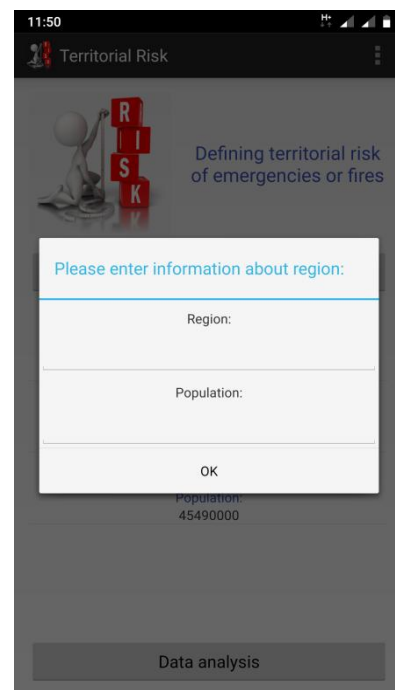 11:50
H+
Territorial Risk
R
I
S
K
Defining territorial risk
of emergencies or fires
Please enter information about region:
Region:
Population:
OK
Population:
45490000
Data analysis